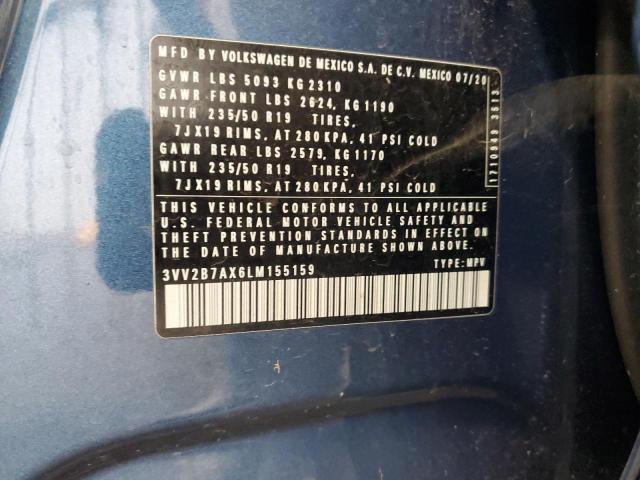 MFD BY VOLKSWAGEN DE MEXICO S.A. DE C.V. MEXICO 07/20
GVWR LBS 5093 KG 2310
GAWR FRONT LBS 2624, KG 1190
WITH 235/50 R19 TIRES,
7JX19 RIMS, AT 280 KPA, 41 PSI COLD
GAWR REAR LBS 2579, KG 1170
WITH 235/50 R19 TIRES,
7JX19 RIMS, AT 280 KPA, 41 PSI COLD
THIS VEHICLE CONFORMS TO ALL APPLICABLE
U.S. FEDERAL MOTOR VEHICLE SAFETY AND
THEFT PREVENTION STANDARDS IN EFFECT ON
THE DATE OF MANUFACTURE SHOWN ABOVE.
3VV2B7AX6LM155159 TYPE: MPV
1710949 3513